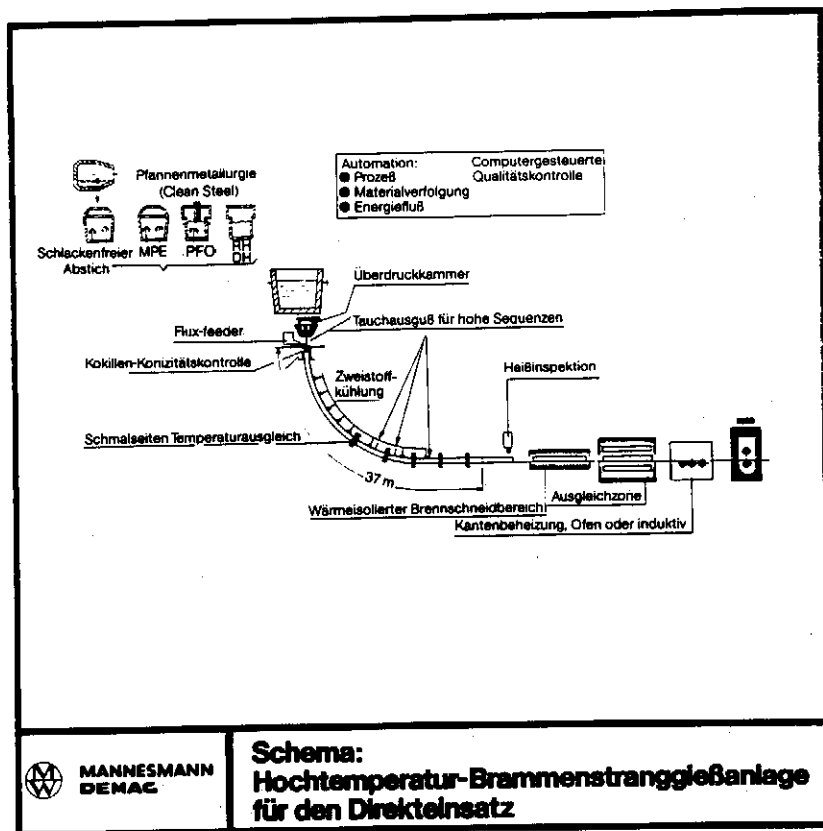 Pfannenmetallurgie
(Clean Steel)
Schlackenfreier
Abstich
MPE
PFO
RH
DH
Automation:
● Prozeß
● Materialverfolgung
● Energiefluß
Computergesteuerte
Qualitätskontrolle
Überdruckkammer
Tauchausguß für hohe Sequenzen
Flux-feeder
Kokillen-Konizitätskontrolle
Zweistoff-
kühlung
Heißinspektion
Schmalseiten Temperaturausgleich
37 m
Ausgleichzone
Wärmeisolierter Brennschneidbereich
Kantenbeheizung, Ofen oder induktiv
MW
MANNESMANN
DEMAG
Schema:
Hochtemperatur-Brammenstranggießanlage
für den Direkteinsatz